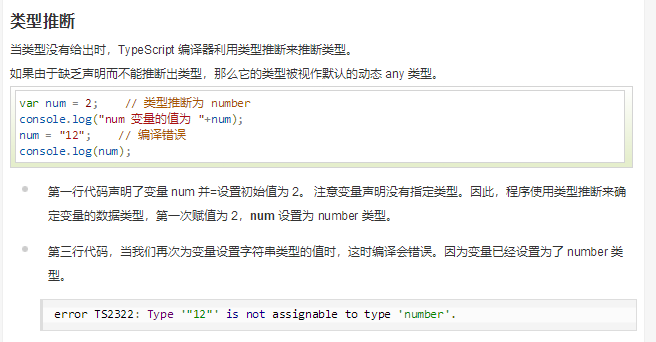 类型推断
当类型没有给出时，TypeScript 编译器利用类型推断来推断类型。
如果由于缺乏声明而不能推断出类型，那么它的类型被视作默认的动态 any 类型。
var num = 2;    // 类型推断为 number
console.log("num 变量的值为 "+num);
num = "12";    // 编译错误
console.log(num);
第一行代码声明了变量 num 并=设置初始值为 2。 注意变量声明没有指定类型。因此，程序使用类型推断来确
定变量的数据类型，第一次赋值为 2，num 设置为 number 类型。
第三行代码，当我们再次为变量设置字符串类型的值时，这时编译会错误。因为变量已经设置为了 number 类
型。
error TS2322: Type '"12"' is not assignable to type 'number'.